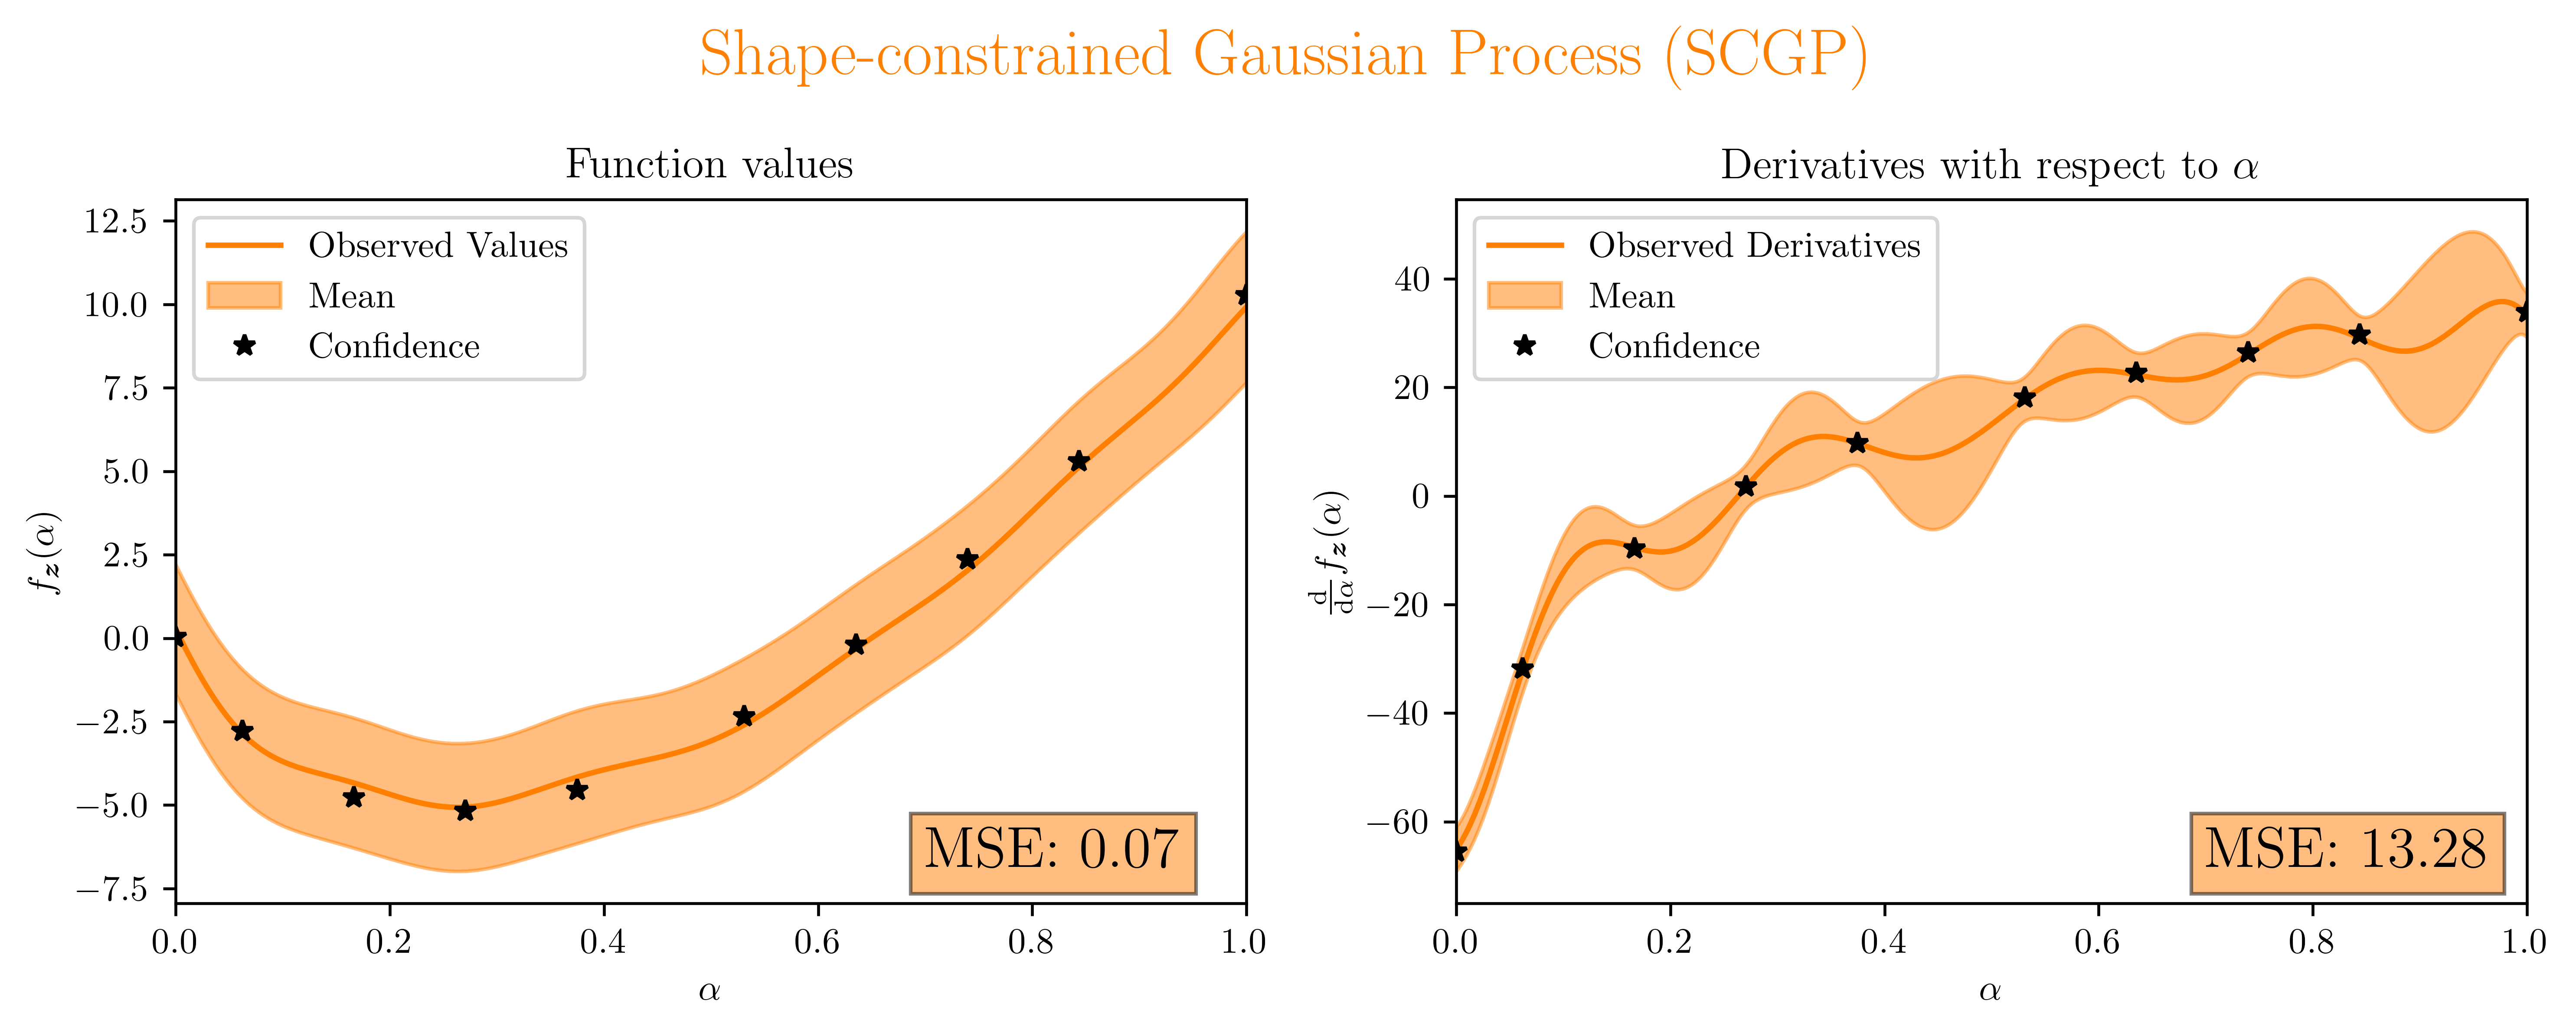 Shape-constrained Gaussian Process (SCGP)
Function values
12.5
10.0
7.5
5.0
2.5
0.0
−2.5
−5.0
−7.5
f_z(α)
Observed Values
Mean
Confidence
MSE: 0.07
0.0 0.2 0.4 0.6 0.8 1.0
α
Derivatives with respect to α
40
20
0
−20
−40
−60
d/dα f_z(α)
Observed Derivatives
Mean
Confidence
MSE: 13.28
0.0 0.2 0.4 0.6 0.8 1.0
α